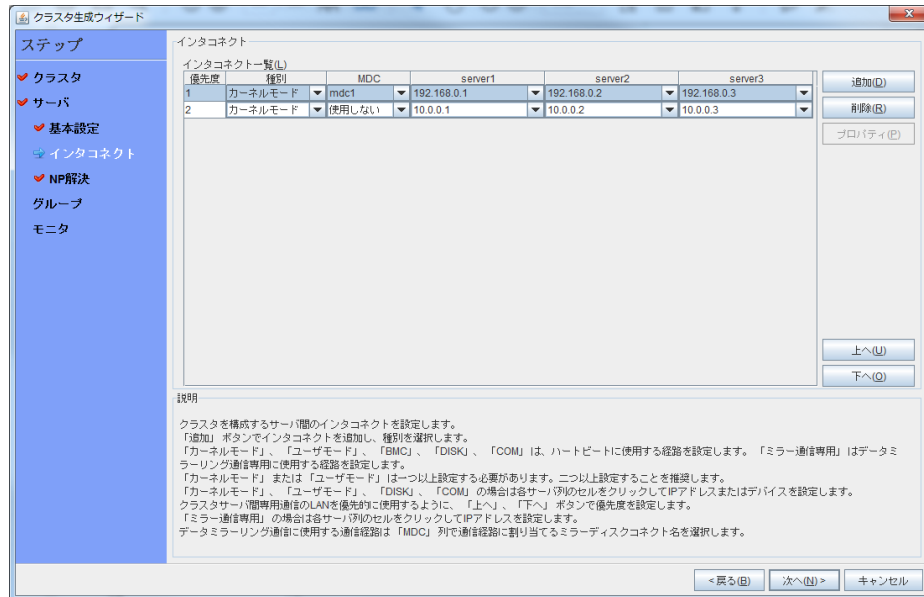 クラスタ生成ウィザード
ステップ
クラスタ
サーバ
基本設定
インタコネクト
NP解決
グループ
モニタ
インタコネクト
インタコネクト一覧(L)
優先度 種別 MDC server1 server2 server3
1 カーネルモード mdc1 192.168.0.1 192.168.0.2 192.168.0.3
2 カーネルモード 使用しない 10.0.0.1 10.0.0.2 10.0.0.3
追加(D)
削除(R)
プロパティ(P)
上へ(U)
下へ(O)
説明
クラスタを構成するサーバ間のインタコネクトを設定します。
「追加」 ボタンでインタコネクトを追加し、種別を選択します。
「カーネルモード」、 「ユーザモード」、 「BMC」、 「DISK」、 「COM」 は、ハートビートに使用する経路を設定します。 「ミラー通信専用」 はデータミ
ラーリング通信専用に使用する経路を設定します。
「カーネルモード」 または 「ユーザモード」 は一つ以上設定する必要があります。二つ以上設定することを推奨します。
「カーネルモード」、 「ユーザモード」、 「DISK」、 「COM」 の場合は各サーバ列のセルをクリックしてIPアドレスまたはデバイスを設定します。
クラスタサーバ間専用通信のLANを優先的に使用するように、 「上へ」、 「下へ」 ボタンで優先度を設定します。
「ミラー通信専用」 の場合は各サーバ列のセルをクリックしてIPアドレスを設定します。
データミラーリング通信に使用する通信経路は 「MDC」 列で通信経路に割り当てるミラーディスクコネクト名を選択します。
<戻る(B) 次へ(N)> キャンセル